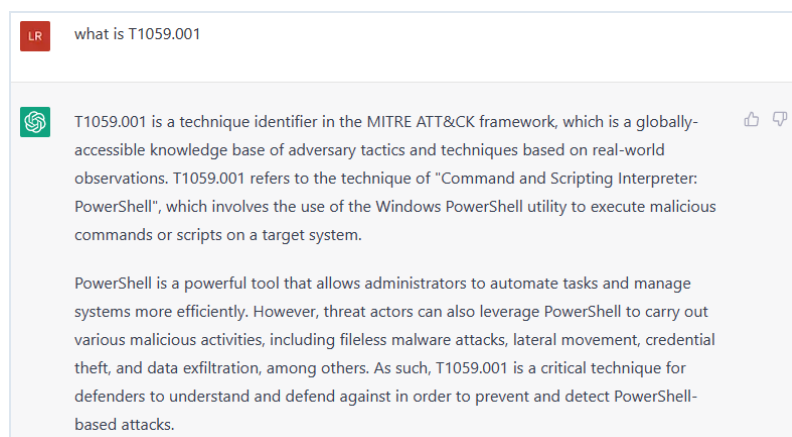 LR
what is T1059.001
T1059.001 is a technique identifier in the MITRE ATT&CK framework, which is a globally-
accessible knowledge base of adversary tactics and techniques based on real-world
observations. T1059.001 refers to the technique of "Command and Scripting Interpreter:
PowerShell", which involves the use of the Windows PowerShell utility to execute malicious
commands or scripts on a target system.
PowerShell is a powerful tool that allows administrators to automate tasks and manage
systems more efficiently. However, threat actors can also leverage PowerShell to carry out
various malicious activities, including fileless malware attacks, lateral movement, credential
theft, and data exfiltration, among others. As such, T1059.001 is a critical technique for
defenders to understand and defend against in order to prevent and detect PowerShell-
based attacks.